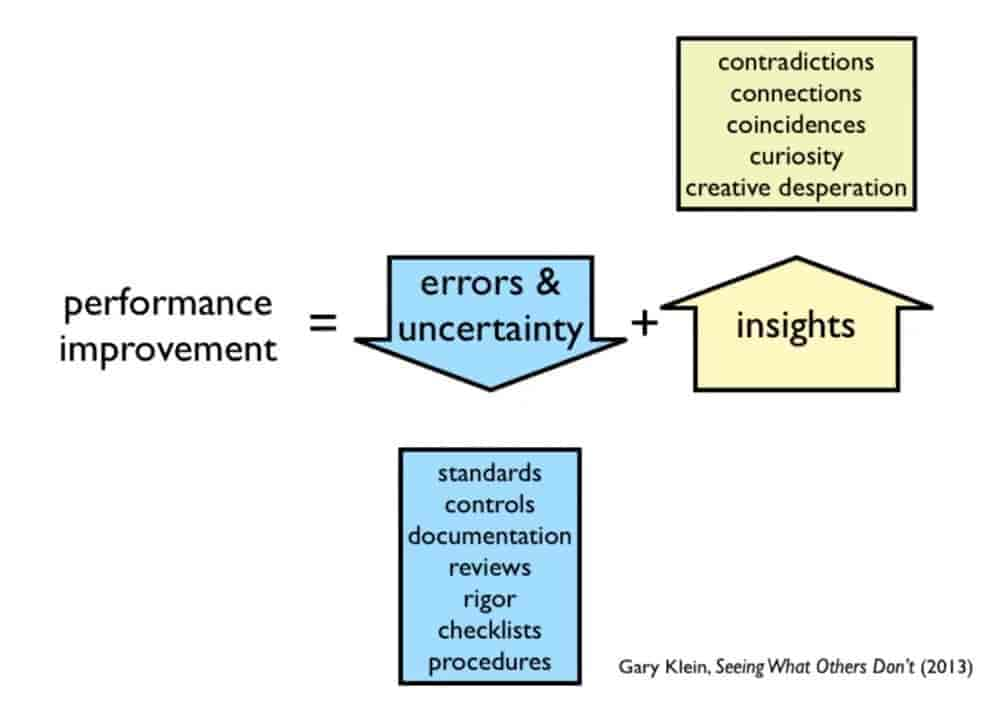 contradictions
connections
coincidences
curiosity
creative desperation
performance
improvement
=
errors &
uncertainty
+
insights
standards
controls
documentation
reviews
rigor
checklists
procedures
Gary Klein, Seeing What Others Don't (2013)